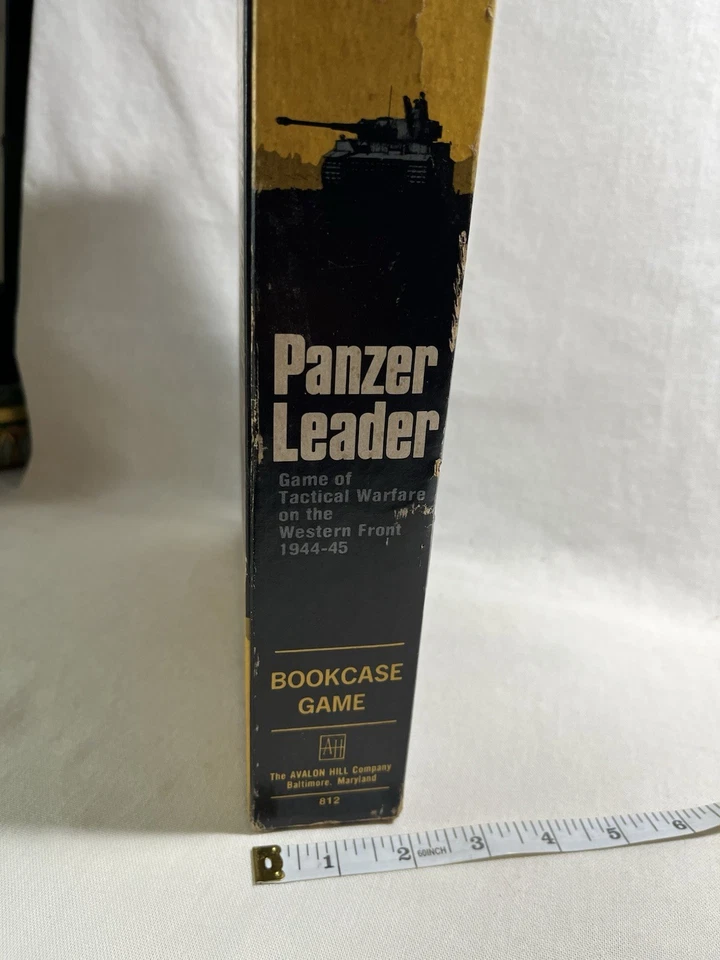 Panzer
Leader
Game of
Tactical Warfare
on the
Western Front
1944-45
BOOKCASE
GAME
AH
The AVALON HILL Company
Baltimore, Maryland
812
1 2 60INCH 3 4 5 6